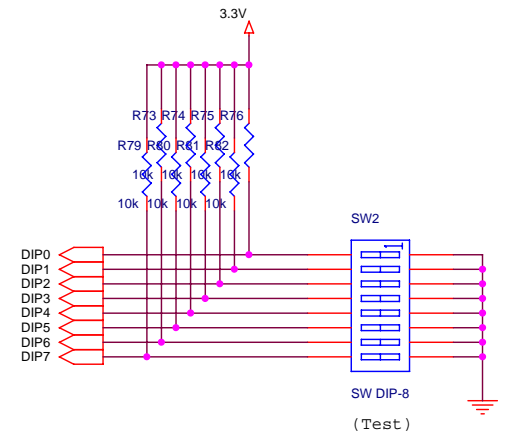 3.3V
R73 R74 R75 R76
R79 R80 R81 R82
10k 10k 10k 10k
10k 10k 10k 10k
SW2
1
DIP0
DIP1
DIP2
DIP3
DIP4
DIP5
DIP6
DIP7
SW DIP-8
(Test)